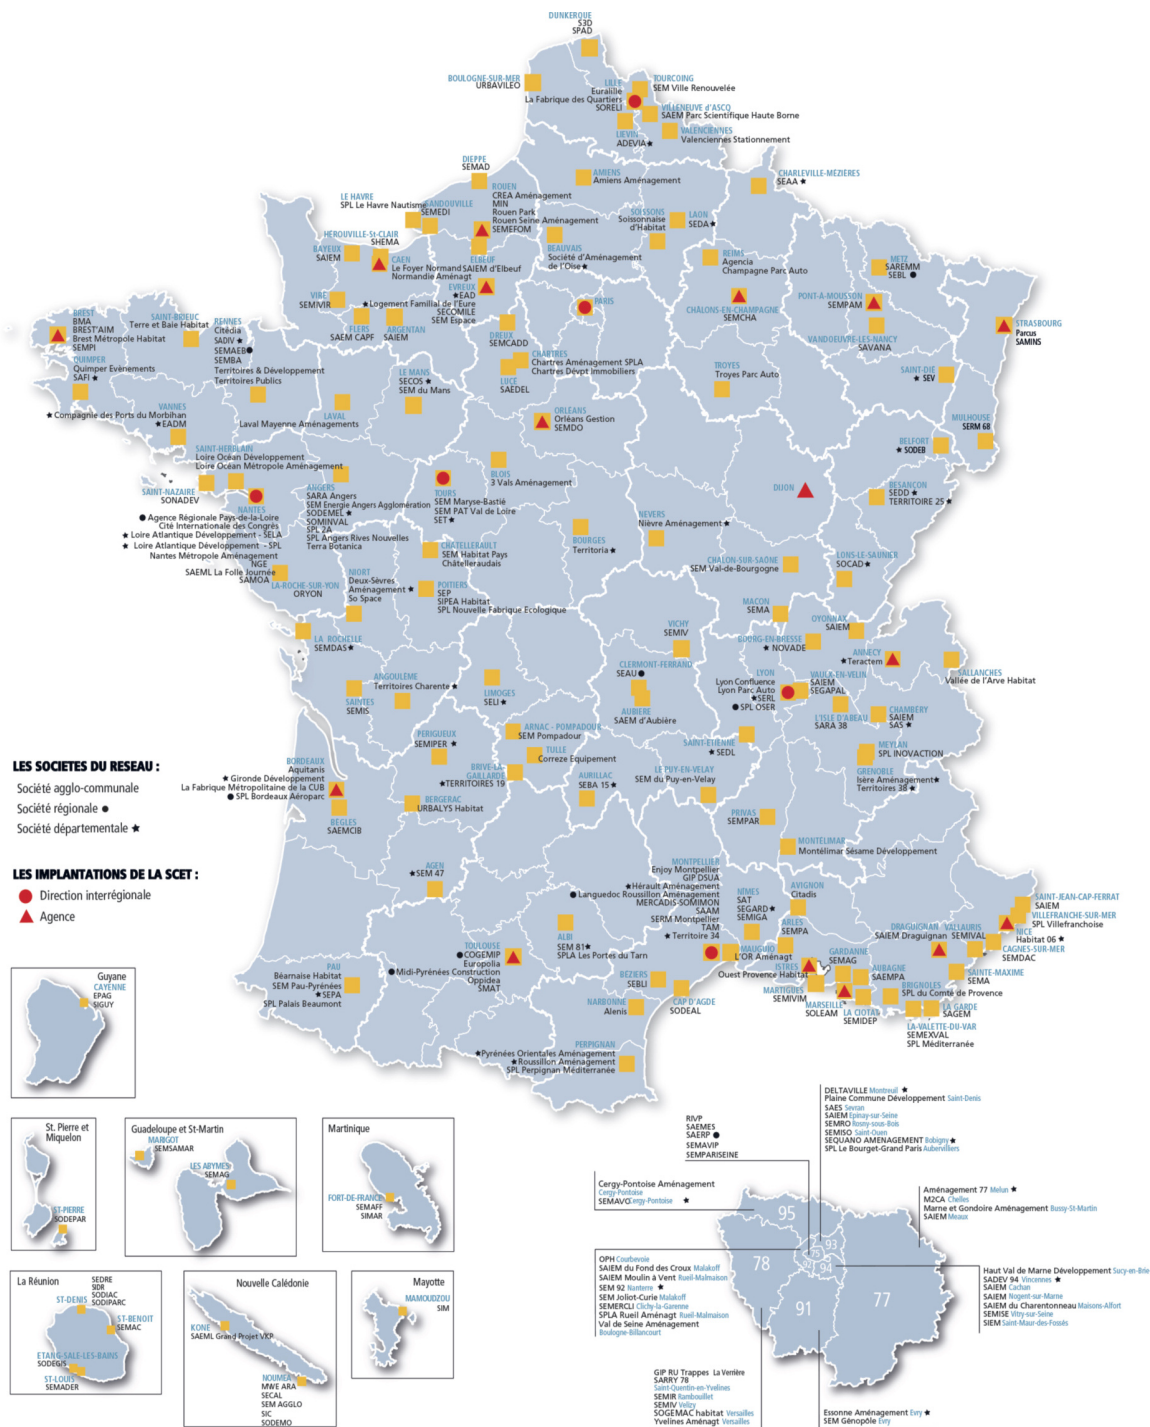 DUNKERQUE
S3D
SPAD
BOULOGNE-SUR-MER
URBAVILEO
LILLE
Euralille
La Fabrique des Quartiers
SORELI
TOURCOING
SEM Ville Renouvelée
VILLENEUVE d'ASCQ
SAEM Parc Scientifique Haute Borne
LIEVIN
ADEVIA ★
VALENCIENNES
Valenciennes Stationnement
DIEPPE
SEMAD
AMIENS
Amiens Aménagement
CHARLEVILLE-MÉZIÈRES
SEAA ★
LE HAVRE
SPL Le Havre Nautisme
GANDOUVILLE
SEMEDI
ROUEN
CREA Aménagement
MIN
Rouen Park
Rouen Seine Aménagement
SEMEFOM
SOISSONS
Soissonnaise
d'Habitat
LAON
SEDA ★
HÉROUVILLE-St-CLAIR
SHEMA
BAYEUX
SAIEM
CAEN
Le Foyer Normand
Normandie Aménagt
ELBEUF
SAIEM d'Elbeuf
BEAUVAIS
Société d'Aménagement
de l'Oise ★
REIMS
Agencia
Champagne Parc Auto
METZ
SAREMM
SEBL ●
VIRE
SEMIVIR
EVREUX
★ EAD
★ Logement Familial de l'Eure
SECOMILE
SEM Espace
PARIS
CHÂLONS-EN-CHAMPAGNE
SEMCHA
PONT-À-MOUSSON
SEMPAM
STRASBOURG
Parcus
SAMINS
FLERS
SAEM CAPF
ARGENTAN
SAIEM
DREUX
SEMCADD
VANDOEUVRE-LES-NANCY
SAVANA
BREST
BMA
BREST'AIM
Brest Métropole Habitat
SEMPI
SAINT-BRIEUC
Terre et Baie Habitat
RENNES
Citédia
SADIV ★
SEMAEB ●
SEMBA
Territoires & Développement
Territoires Publics
QUIMPER
Quimper Evènements
SAFI ★
CHARTRES
Chartres Aménagement SPLA
Chartres Dévpt Immobiliers
LUCÉ
SAEDEL
LE MANS
SECOS ★
SEM du Mans
TROYES
Troyes Parc Auto
SAINT-DIÉ
★ SEV
LAVAL
Laval Mayenne Aménagements
VANNES
★ Compagnie des Ports du Morbihan
★ EADM
ORLEANS
Orléans Gestion
SEMDO
MULHOUSE
SERM 68
BELFORT
★ SODEB
SAINT-HERBLAIN
Loire Océan Développement
Loire Océan Métropole Aménagement
SAINT-NAZAIRE
SONADEV
BLOIS
3 Vals Aménagement
DIJON
BESANÇON
SEDD ★
TERRITOIRE 25 ★
NANTES
● Agence Régionale Pays-de-la-Loire
Cité Internationale des Congrés
★ Loire Atlantique Développement - SELA
★ Loire Atlantique Développement - SPL
Nantes Métropole Aménagement
NGE
SAEML La Folle Journée
SAMOA
ANGERS
SARA Angers
SEM Energie Angers Agglomération
SODEMEL ★
SOMINVAL
SPL 2A
SPL Angers Rives Nouvelles
Terra Botanica
TOURS
SEM Maryse-Bastié
SEM PAT Val de Loire
SET ★
NEVERS
Nièvre Aménagement ★
BOURGES
Territoria ★
CHATELLERAULT
SEM Habitat Pays
Châtelleraudais
CHALON-SUR-SAÔNE
SEM Val-de-Bourgogne
LONS-LE-SAUNIER
SOCAD ★
LA-ROCHE-SUR-YON
ORYON
NIORT
Deux-Sèvres
Aménagement ★
So Space
POITIERS
SEP
SIPEA Habitat
SPL Nouvelle Fabrique Ecologique
MACON
SEMA
OYONNAX
SAIEM
LA ROCHELLE
SEMDAS ★
VICHY
SEMIV
BOURG-EN-BRESSE
★ NOVADE
ANNECY
★ Teractem
SALLANCHES
Vallée de l'Arve Habitat
ANGOULÈME
Territoires Charente ★
SAINTES
SEMIS
LIMOGES
SELI ★
CLERMONT-FERRAND
SEAU ●
AUBIERE
SAEM d'Aubière
LYON
Lyon Confluence
Lyon Parc Auto
★ SERL
● SPL OSER
VAULX-EN-VELIN
SAIEM
SEGAPAL
L'ISLE D'ABEAU
SARA 38
CHAMBÉRY
SAIEM
SAS ★
PERIGUEUX
SEMIPER ★
ARNAC - POMPADOUR
SEM Pompadour
TULLE
Correze Equipement
BRIVE-LA-
GAILLARDE
★ TERRITOIRES 19
SAINT-ETIENNE
★ SEDL
MEYLAN
SPL INOVACTION
GRENOBLE
Isère Aménagement ★
Territoires 38 ★
LE PUY-EN-VELAY
SEM du Puy-en-Velay
AURILLAC
SEBA 15 ★
BORDEAUX
Aquitanis
★ Gironde Développement
La Fabrique Métropolitaine de la CUB
● SPL Bordeaux Aéroparc
BÈGLES
SAEMCIB
BERGERAC
URBALYS Habitat
PRIVAS
SEMPAR
MONTÉLIMAR
Montélimar Sésame Développement
LES SOCIETES DU RESEAU :
Société agglo-communale
Société régionale ●
Société départementale ★
LES IMPLANTATIONS DE LA SCET :
Direction interrégionale
Agence
AGEN
★ SEM 47
MONTPELLIER
Enjoy Montpellier
GIP DSUA
★ Hérault Aménagement
● Languedoc Roussillon Aménagement
MERCADIS-SOMIMON
SAAM
SERM Montpellier
TAM
★ Territoire 34
NÎMES
SAT
SEGARD ★
SEMIGA
AVIGNON
Citadis
ARLES
SEMPA
ALBI
SEM 81 ★
SPLA Les Portes du Tarn
TOULOUSE
● COGEMIP
Europolia
● Midi-Pyrénées Construction
Oppidea
SMAT
MAUGUIO
L'OR Aménagt
ISTRES
Ouest Provence Habitat
MARTIGUES
SEMIVIM
GARDANNE
SEMAG
AUBAGNE
SAEMPA
MARSEILLE
SOLEAM
LA CIOTAT
SEMIDEP
BRIGNOLES
SPL du Comté de Provence
DRAGUIGNAN
SAIEM Draguignan
VALLAURIS
SEMIVAL
SAINT-JEAN-CAP-FERRAT
SAIEM
VILLEFRANCHE-SUR-MER
SPL Villefranchoise
NICE
Habitat 06 ★
CAGNES-SUR-MER
SEMDAC
SAINTE-MAXIME
SEMA
LA GARDE
SAGEM
LA-VALETTE-DU-VAR
SEMEXVAL
SPL Méditerranée
PAU
Béarnaise Habitat
SEM Pau-Pyrénées
★ SEPA
SPL Palais Beaumont
BÉZIERS
SEBLI
CAP D'AGDE
SODEAL
NARBONNE
Alenis
PERPIGNAN
★ Pyrénées Orientales Aménagement
★ Roussillon Aménagement
SPL Perpignan Méditerranée
Guyane
CAYENNE
EPAG
SIGUY
St. Pierre et
Miquelon
ST-PIERRE
SODEPAR
Guadeloupe et St-Martin
MARIGOT
SEMSAMAR
LES ABYMES
SEMAG
Martinique
FORT-DE-FRANCE
SEMAFF
SIMAR
La Réunion
SEDRE
SIDR
SODIAC
SODIPARC
ST-DENIS
ST-BENOIT
SEMAC
ETANG-SALE-LES-BAINS
SODEGIS
ST-LOUIS
SEMADER
Nouvelle Calédonie
KONE
SAEML Grand Projet VKP
NOUMEA
MWE ARA
SECAL
SEM AGGLO
SIC
SODEMO
Mayotte
MAMOUDZOU
SIM
RIVP
SAEMES
SAERP ●
SEMAVIP
SEMPARISEINE
DELTAVILLE Montreuil ★
Plaine Commune Développement Saint-Denis
SAES Sevran
SAIEM Epinay-sur-Seine
SEMRO Rosny-sous-Bois
SEMISO Saint-Ouen
SEQUANO AMENAGEMENT Bobigny ★
SPL Le Bourget-Grand Paris Aubervilliers
Cergy-Pontoise Aménagement
Cergy-Pontoise
SEMAVO Cergy-Pontoise ★
Aménagement 77 Melun ★
M2CA Chelles
Marne et Gondoire Aménagement Bussy-St-Martin
SAIEM Meaux
95
78
93
75
92
94
91
77
OPH Courbevoie
SAIEM du Fond des Croux Malakoff
SAIEM Moulin à Vent Rueil-Malmaison
SEM 92 Nanterre ★
SEM Joliot-Curie Malakoff
SEMERCLI Clichy-la-Garenne
SPLA Rueil Aménagt Rueil-Malmaison
Val de Seine Aménagement
Boulogne-Billancourt
Haut Val de Marne Développement Sucy-en-Brie
SADEV 94 Vincennes ★
SAIEM Cachan
SAIEM Nogent-sur-Marne
SAIEM du Charentonneau Maisons-Alfort
SEMISE Vitry-sur-Seine
SIEM Saint-Maur-des-Fossés
GIP RU Trappes La Verrière
SARRY 78
Saint-Quentin-en-Yvelines
SEMIR Rambouillet
SEMIV Velizy
SOGEMAC habitat Versailles
Yvelines Aménagt Versailles
Essonne Aménagement Evry ★
SEM Génopôle Evry